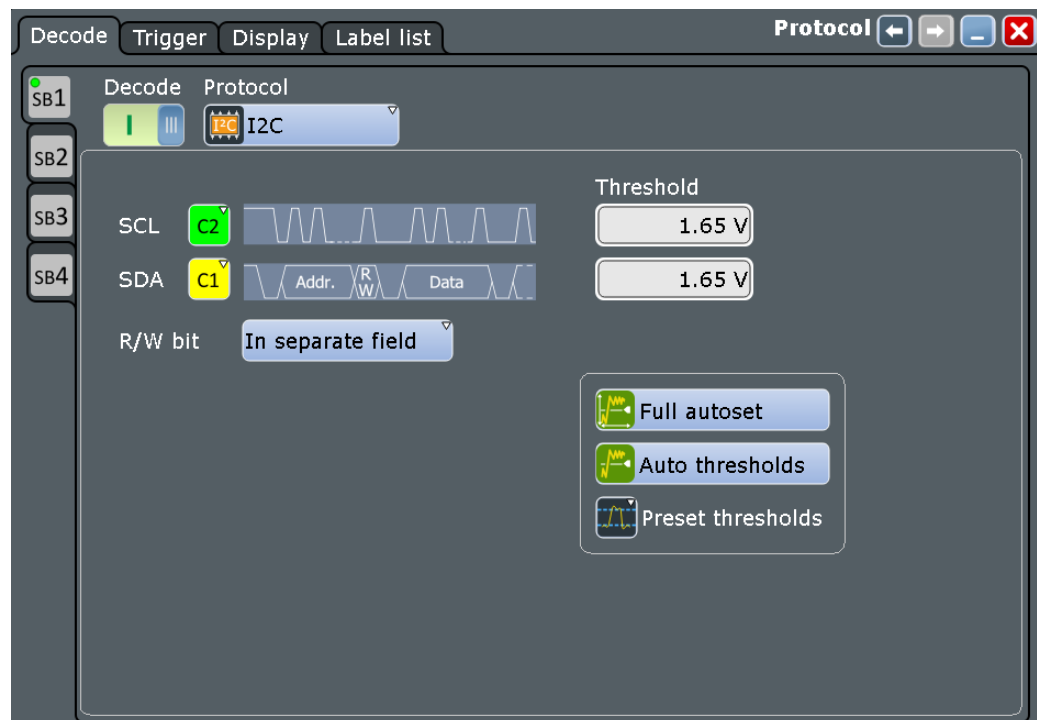 Decode Trigger Display Label list Protocol
SB1 Decode Protocol
I III I²C I2C
SB2
Threshold
SB3 SCL C2 1.65 V
SB4 SDA C1 Addr. R W Data 1.65 V
R/W bit In separate field
Full autoset
Auto thresholds
Preset thresholds